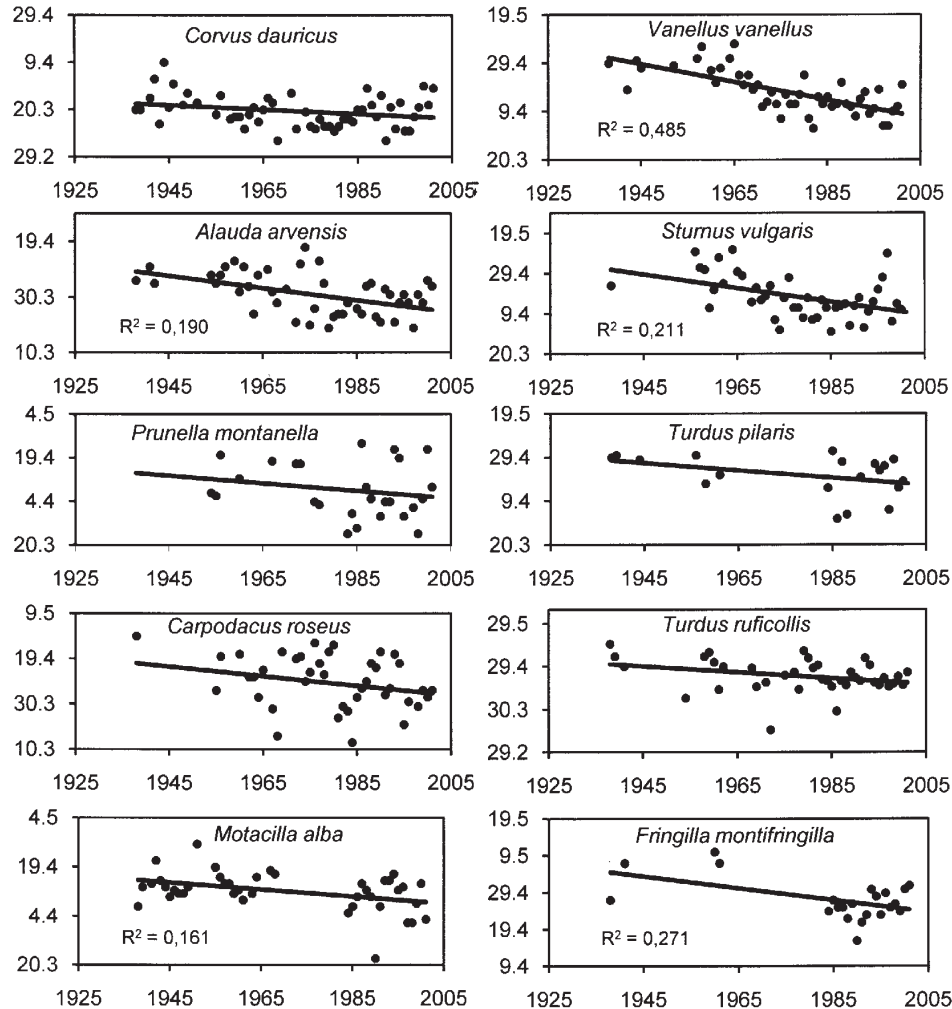 Corvus dauricus
29.4
9.4
20.3
29.2
1925 1945 1965 1985 2005
Vanellus vanellus
19.5
29.4
9.4
20.3
R² = 0,485
1925 1945 1965 1985 2005
Alauda arvensis
19.4
30.3
10.3
R² = 0,190
1925 1945 1965 1985 2005
Sturnus vulgaris
19.5
29.4
9.4
20.3
R² = 0,211
1925 1945 1965 1985 2005
Prunella montanella
4.5
19.4
4.4
20.3
1925 1945 1965 1985 2005
Turdus pilaris
19.5
29.4
9.4
20.3
1925 1945 1965 1985 2005
Carpodacus roseus
9.5
19.4
30.3
10.3
1925 1945 1965 1985 2005
Turdus ruficollis
29.5
29.4
30.3
29.2
1925 1945 1965 1985 2005
Motacilla alba
4.5
19.4
4.4
20.3
R² = 0,161
1925 1945 1965 1985 2005
Fringilla montifringilla
19.5
9.5
29.4
19.4
9.4
R² = 0,271
1925 1945 1965 1985 2005